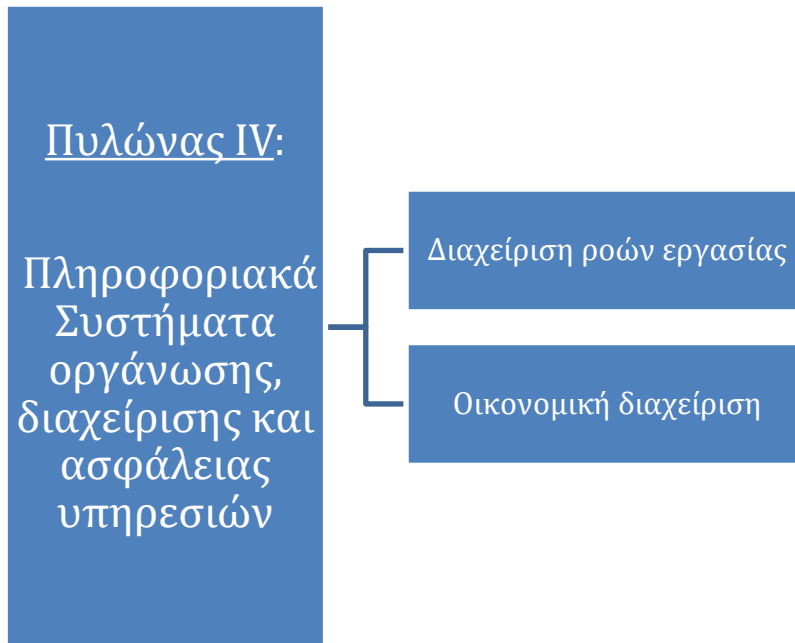 Πυλώνας IV:
Πληροφοριακά
Συστήματα
οργάνωσης,
διαχείρισης και
ασφάλειας
υπηρεσιών
Διαχείριση ροών εργασίας
Οικονομική διαχείριση